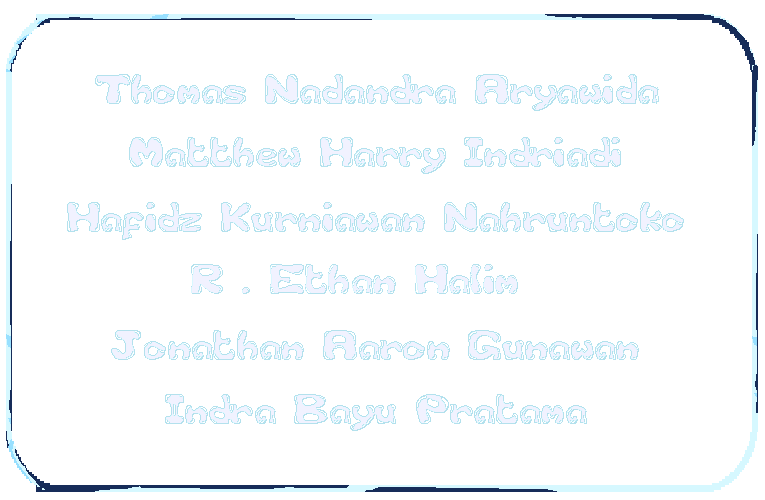 Thomas Nadandra Aryawida
Matthew Harry Indriadi
Hafidz Kurniawan Nahruntoko
R . Ethan Halim
Jonathan Aaron Gunawan
Indra Bayu Pratama